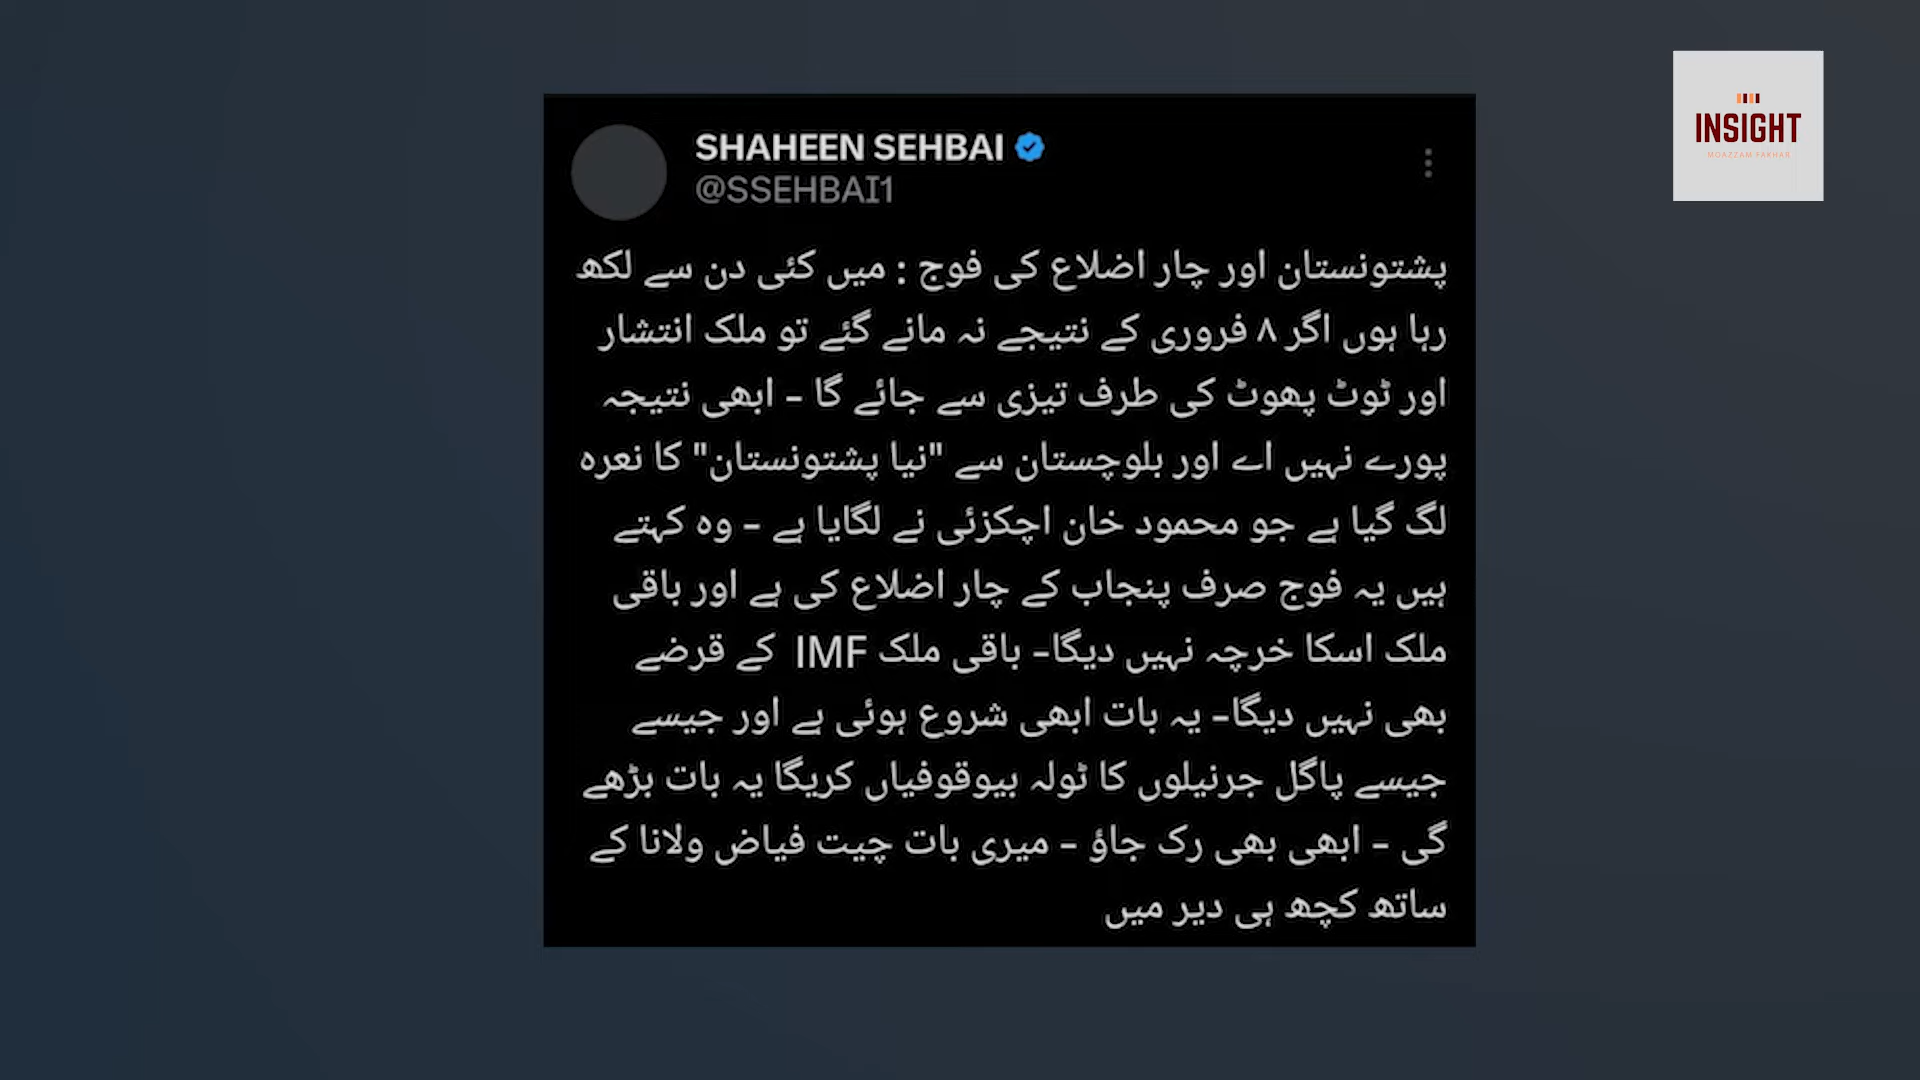 SHAHEEN SEHBAI
@SSEHBAI1
INSIGHT
MOAZZAM FAKHAR
پشتونستان اور چار اضلاع کی فوج : میں کئی دن سے لکھ
رہا ہوں اگر ۸ فروری کے نتیجے نہ مانے گئے تو ملک انتشار
اور ٹوٹ پھوٹ کی طرف تیزی سے جائے گا - ابھی نتیجہ
پورے نہیں اے اور بلوچستان سے "نیا پشتونستان" کا نعرہ
لگ گیا ہے جو محمود خان اچکزئی نے لگایا ہے - وہ کہتے
ہیں یہ فوج صرف پنجاب کے چار اضلاع کی ہے اور باقی
ملک اسکا خرچہ نہیں دیگا- باقی ملک IMF کے قرضے
بھی نہیں دیگا- یہ بات ابھی شروع ہوئی ہے اور جیسے
جیسے پاگل جرنیلوں کا ٹولہ بیوقوفیاں کریگا یہ بات بڑھے
گی - ابھی بھی رک جاؤ - میری بات چیت فیاض ولانا کے
ساتھ کچھ ہی دیر میں